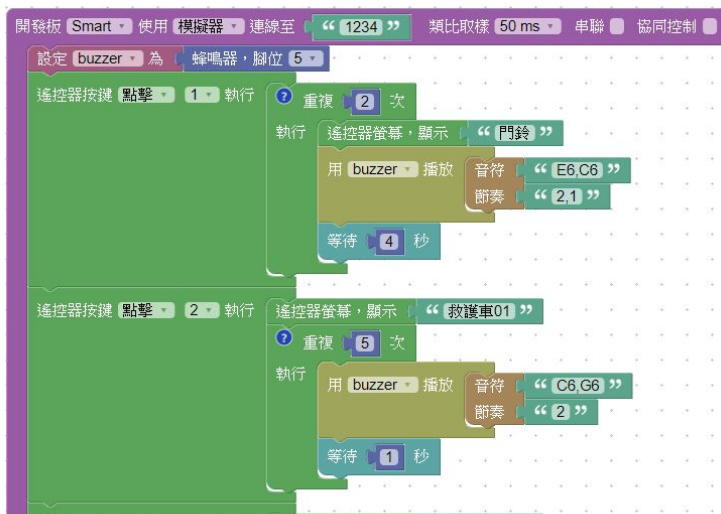 開發板 Smart 使用 模擬器 連線至 “ 1234 ” 類比取樣 50 ms 串聯 協同控制
設定 buzzer 為 蜂鳴器，腳位 5
遙控器按鍵 點擊 1 執行
? 重複 2 次
執行 遙控器螢幕，顯示 “ 門鈴 ”
用 buzzer 播放 音符 “ E6,C6 ”
節奏 “ 2,1 ”
等待 4 秒
遙控器按鍵 點擊 2 執行 遙控器螢幕，顯示 “ 救護車01 ”
? 重複 5 次
執行 用 buzzer 播放 音符 “ C6,G6 ”
節奏 “ 2 ”
等待 1 秒